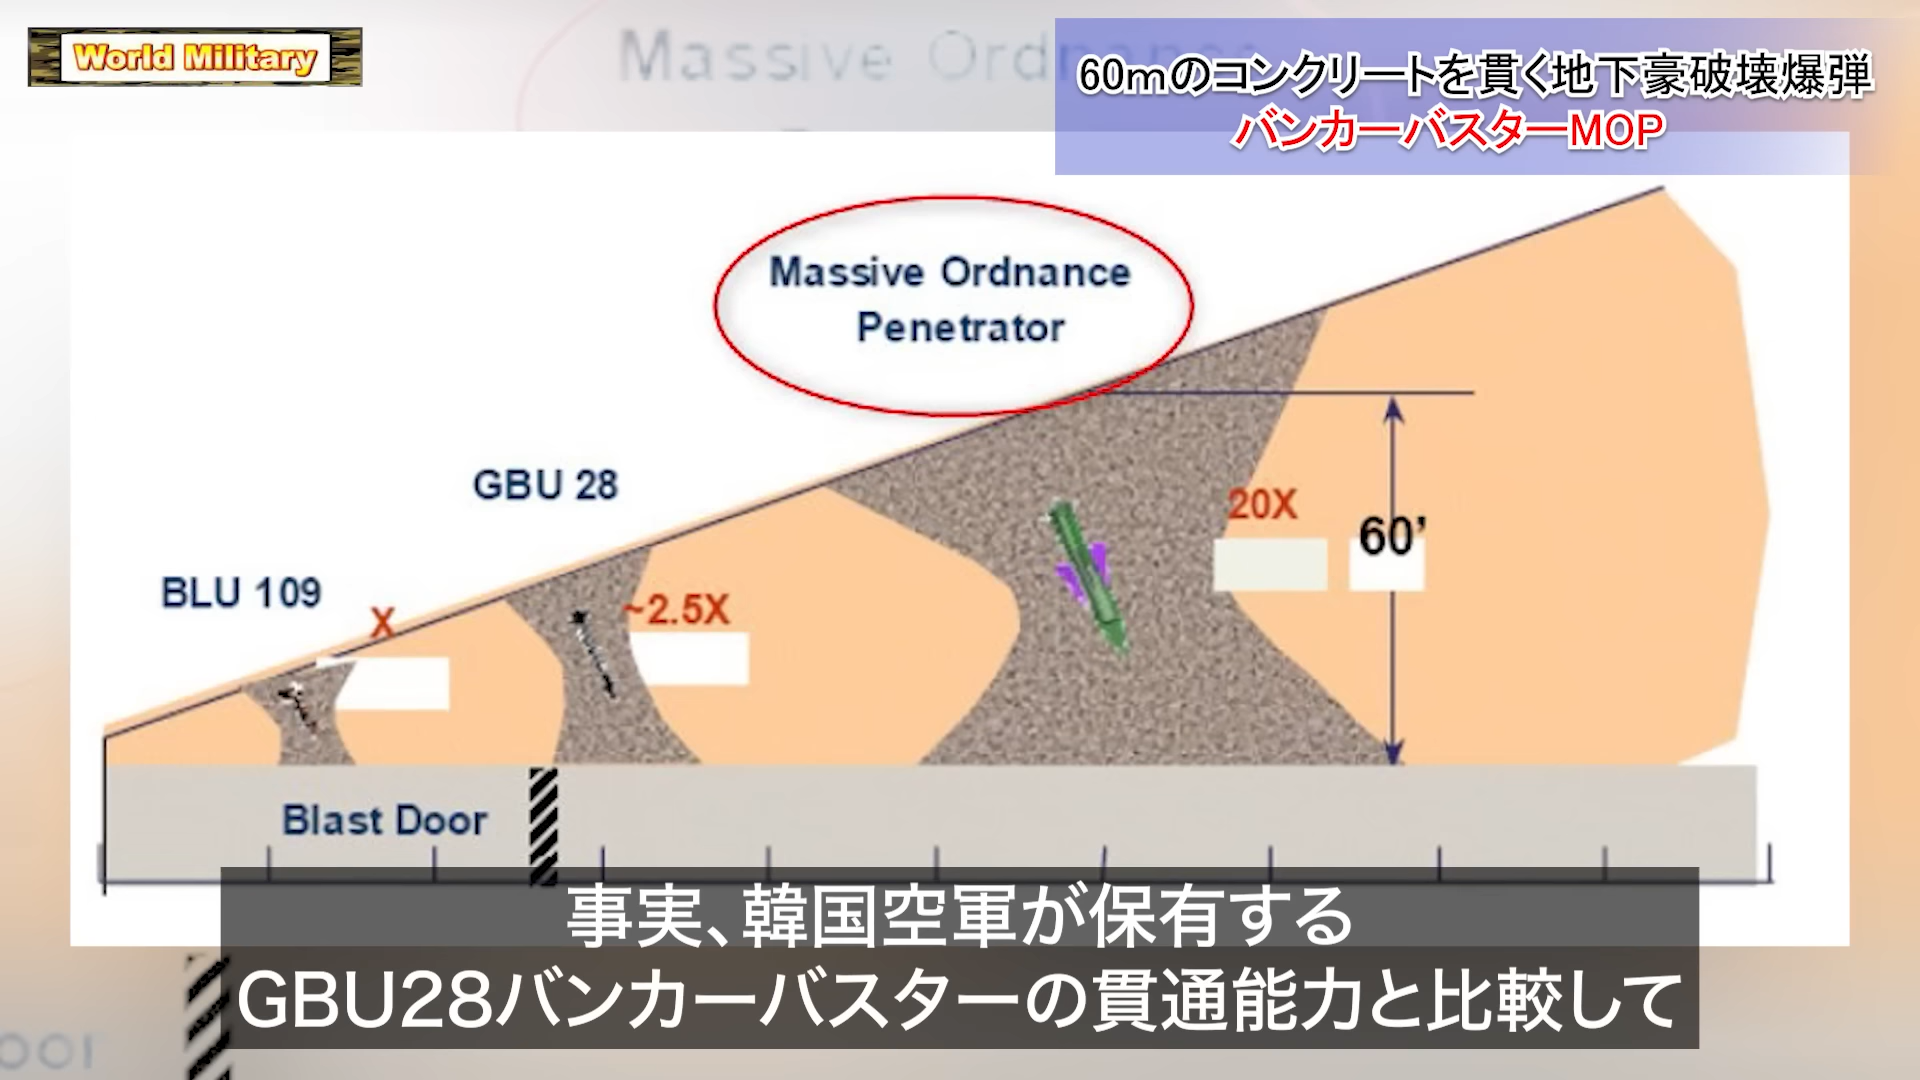 World Military
Massive Ordnance
60mのコンクリートを貫く地下豪破壊爆弾
バンカーバスターMOP
Massive Ordnance
Penetrator
GBU 28
20X
60’
BLU 109
X
~2.5X
Blast Door
事実、韓国空軍が保有する
GBU28バンカーバスターの貫通能力と比較して
oor